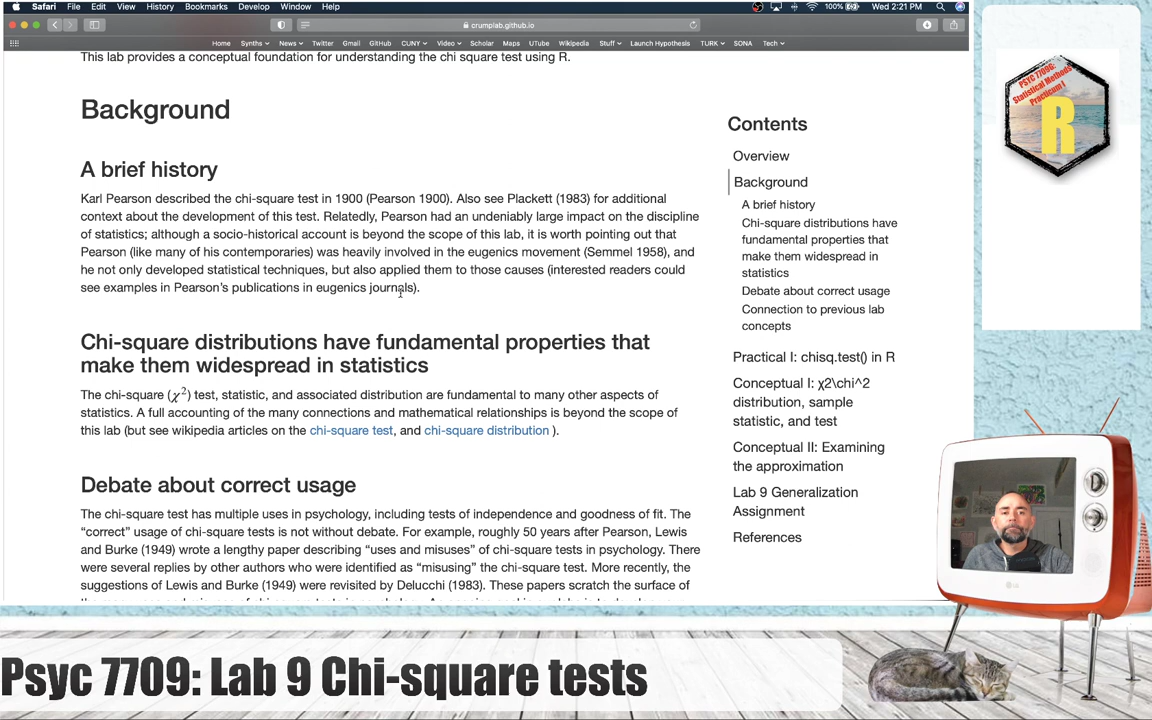 Safari File Edit View History Bookmarks Develop Window Help 100% Wed 2:21 PM
crumplab.github.io
Home Synths News Twitter Gmail GitHub CUNY Video Scholar Maps UTube Wikipedia Stuff Launch Hypothesis TURK SONA Tech
This lab provides a conceptual foundation for understanding the chi square test using R.
Background
A brief history
Karl Pearson described the chi-square test in 1900 (Pearson 1900). Also see Plackett (1983) for additional
context about the development of this test. Relatedly, Pearson had an undeniably large impact on the discipline
of statistics; although a socio-historical account is beyond the scope of this lab, it is worth pointing out that
Pearson (like many of his contemporaries) was heavily involved in the eugenics movement (Semmel 1958), and
he not only developed statistical techniques, but also applied them to those causes (interested readers could
see examples in Pearson's publications in eugenics journals).
Chi-square distributions have fundamental properties that
make them widespread in statistics
The chi-square (χ²) test, statistic, and associated distribution are fundamental to many other aspects of
statistics. A full accounting of the many connections and mathematical relationships is beyond the scope of
this lab (but see wikipedia articles on the chi-square test, and chi-square distribution ).
Debate about correct usage
The chi-square test has multiple uses in psychology, including tests of independence and goodness of fit. The
“correct” usage of chi-square tests is not without debate. For example, roughly 50 years after Pearson, Lewis
and Burke (1949) wrote a lengthy paper describing “uses and misuses” of chi-square tests in psychology. There
were several replies by other authors who were identified as “misusing” the chi-square test. More recently, the
suggestions of Lewis and Burke (1949) were revisited by Delucchi (1983). These papers scratch the surface of
Contents
Overview
Background
A brief history
Chi-square distributions have
fundamental properties that
make them widespread in
statistics
Debate about correct usage
Connection to previous lab
concepts
Practical I: chisq.test() in R
Conceptual I: χ2\chi^2
distribution, sample
statistic, and test
Conceptual II: Examining
the approximation
Lab 9 Generalization
Assignment
References
PSYC 7709G:
Statistical Methods
Practicum I
R
LG
Psyc 7709: Lab 9 Chi-square tests